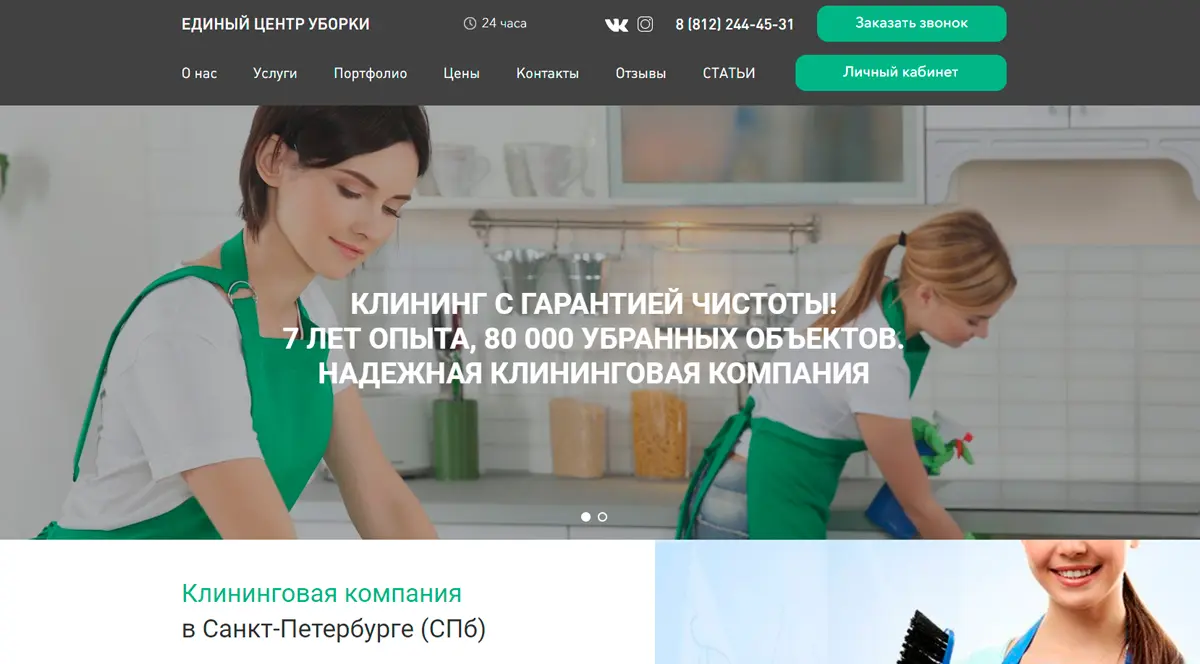 ЕДИНЫЙ ЦЕНТР УБОРКИ
24 часа
8 (812) 244-45-31
Заказать звонок
О нас
Услуги
Портфолио
Цены
Контакты
Отзывы
СТАТЬИ
Личный кабинет
КЛИНИНГ С ГАРАНТИЕЙ ЧИСТОТЫ!
7 ЛЕТ ОПЫТА, 80 000 УБРАННЫХ ОБЪЕКТОВ.
НАДЕЖНАЯ КЛИНИНГОВАЯ КОМПАНИЯ
Клининговая компания
в Санкт-Петербурге (СПб)